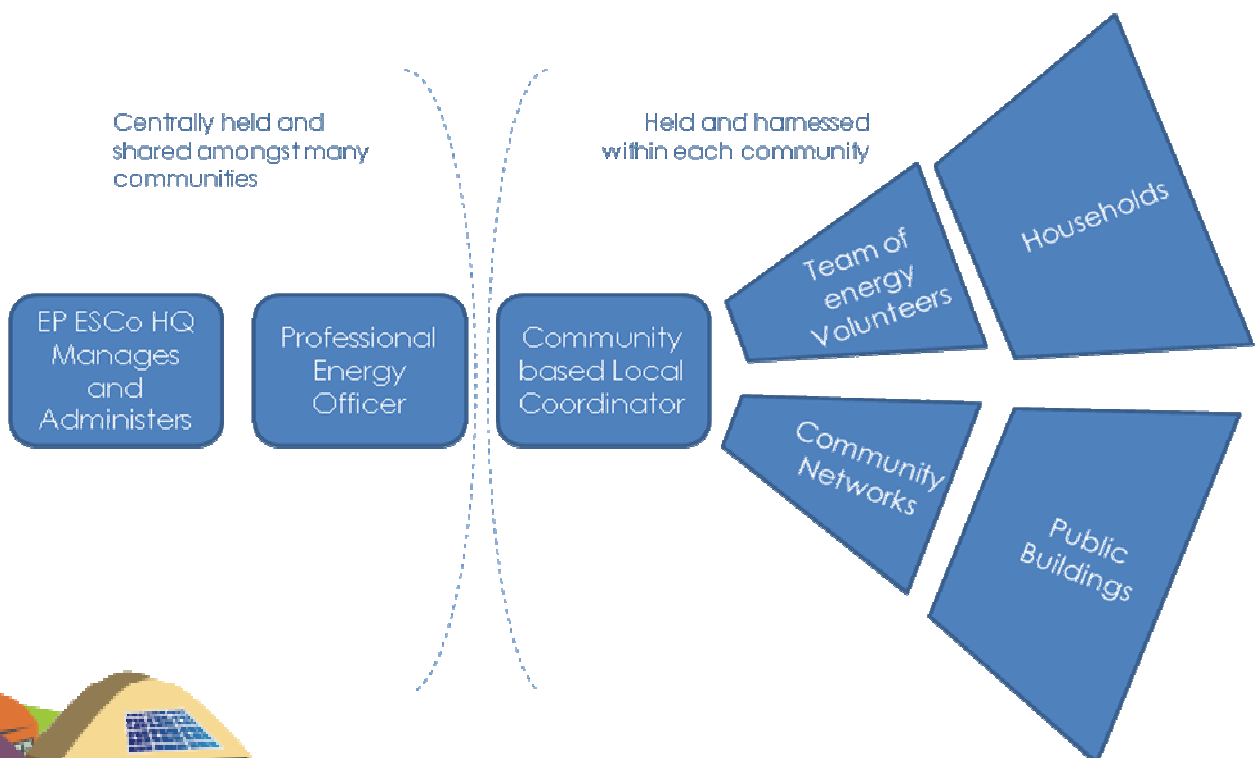 Centrally held and
shared amongst many
communities
Held and harnessed
within each community
EP ESCo HQ
Manages
and
Administers
Professional
Energy
Officer
Community
based Local
Coordinator
Team of
energy
Volunteers
Households
Community
Networks
Public
Buildings